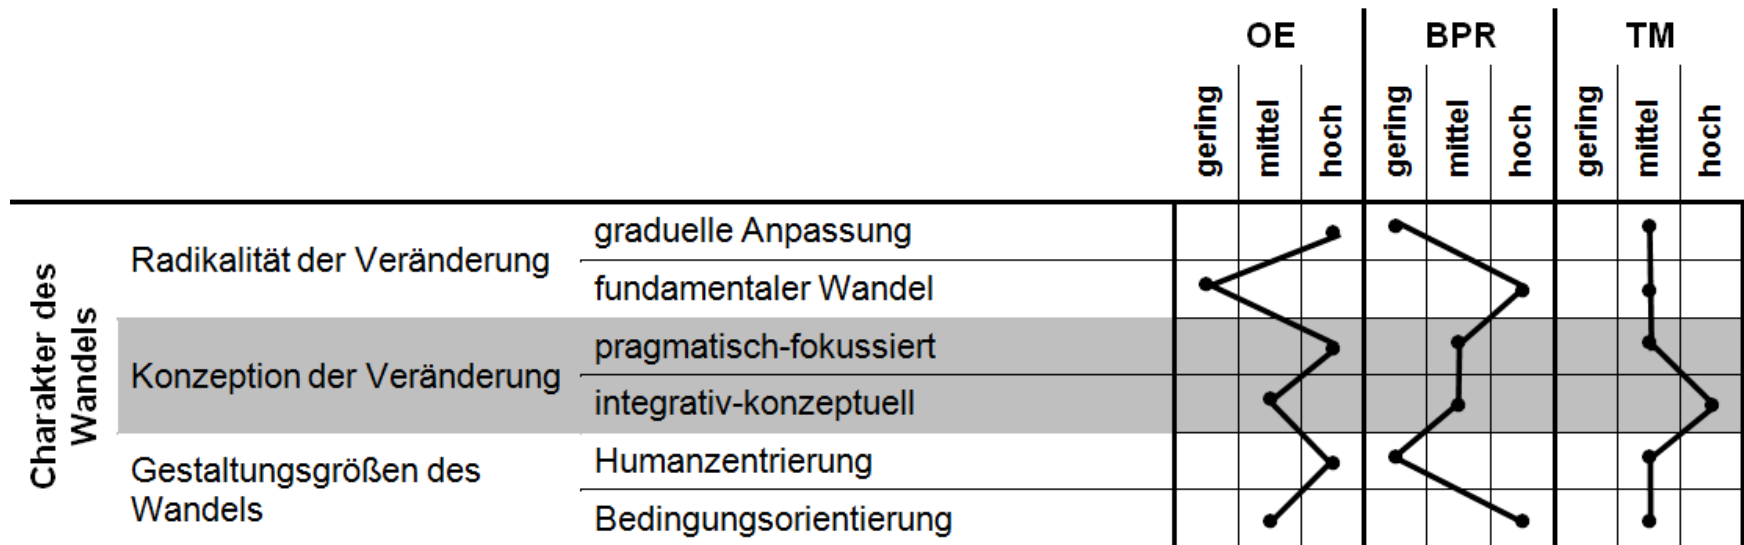 OE BPR TM
gering mittel hoch gering mittel hoch gering mittel hoch
Charakter des
Wandels
Radikalität der Veränderung
graduelle Anpassung
fundamentaler Wandel
Konzeption der Veränderung
pragmatisch-fokussiert
integrativ-konzeptuell
Gestaltungsgrößen des
Wandels
Humanzentrierung
Bedingungsorientierung